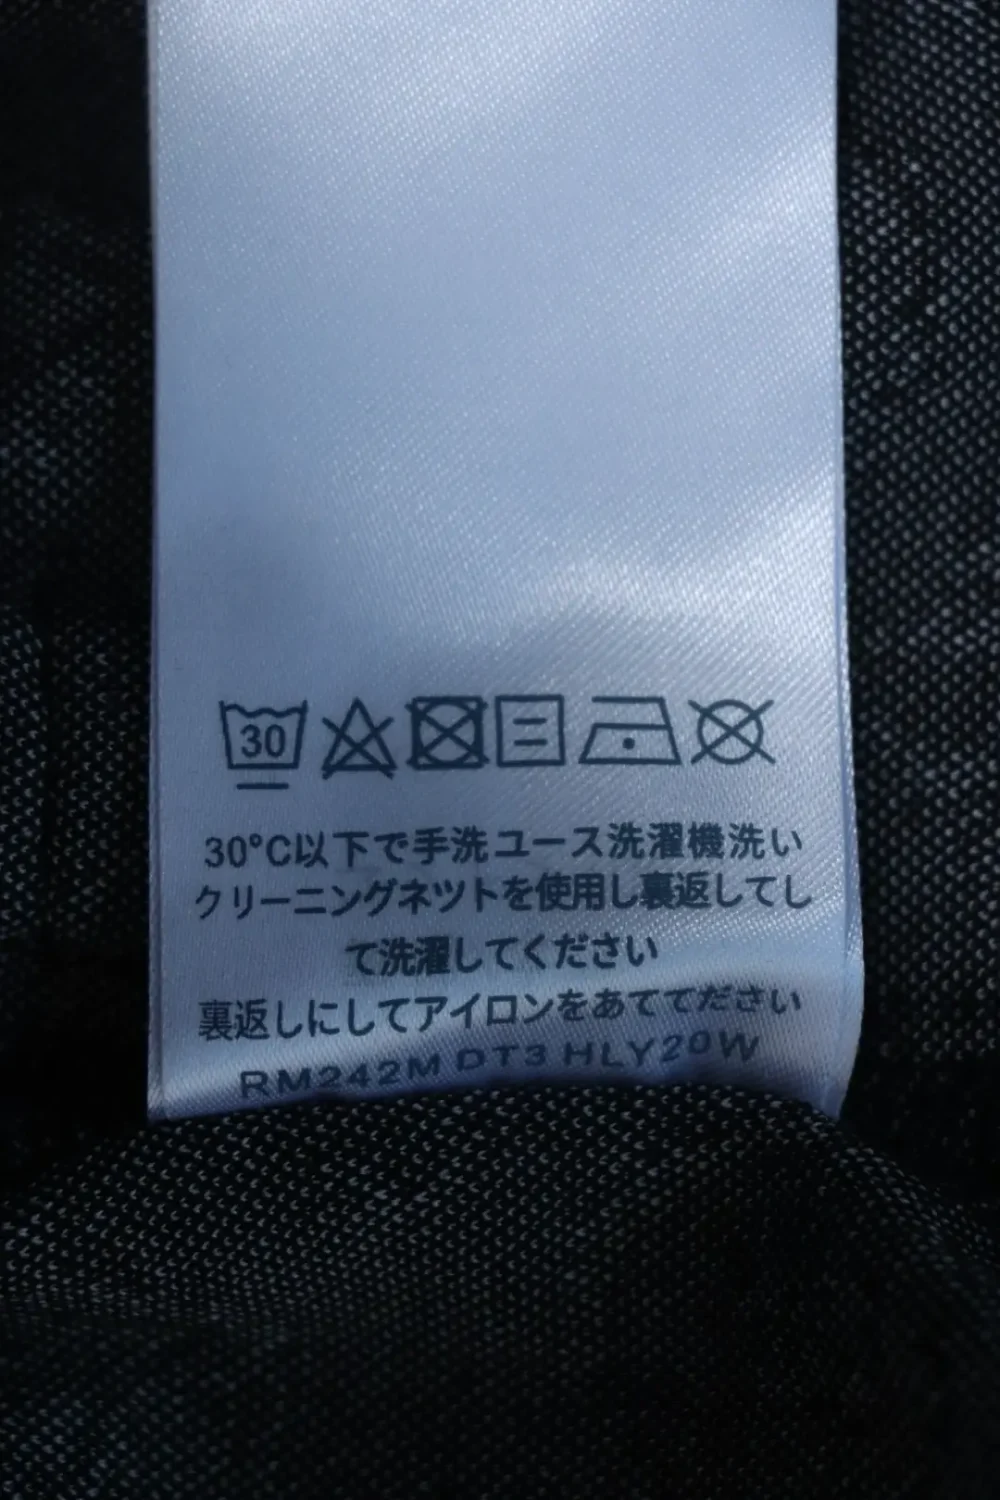 30
30°C以下で手洗ユース洗濯機洗い
クリーニングネツトを使用し裏返してし
て洗濯してください
裏返しにしてアイロンをあててださい
RM242M DT3 HLY20W